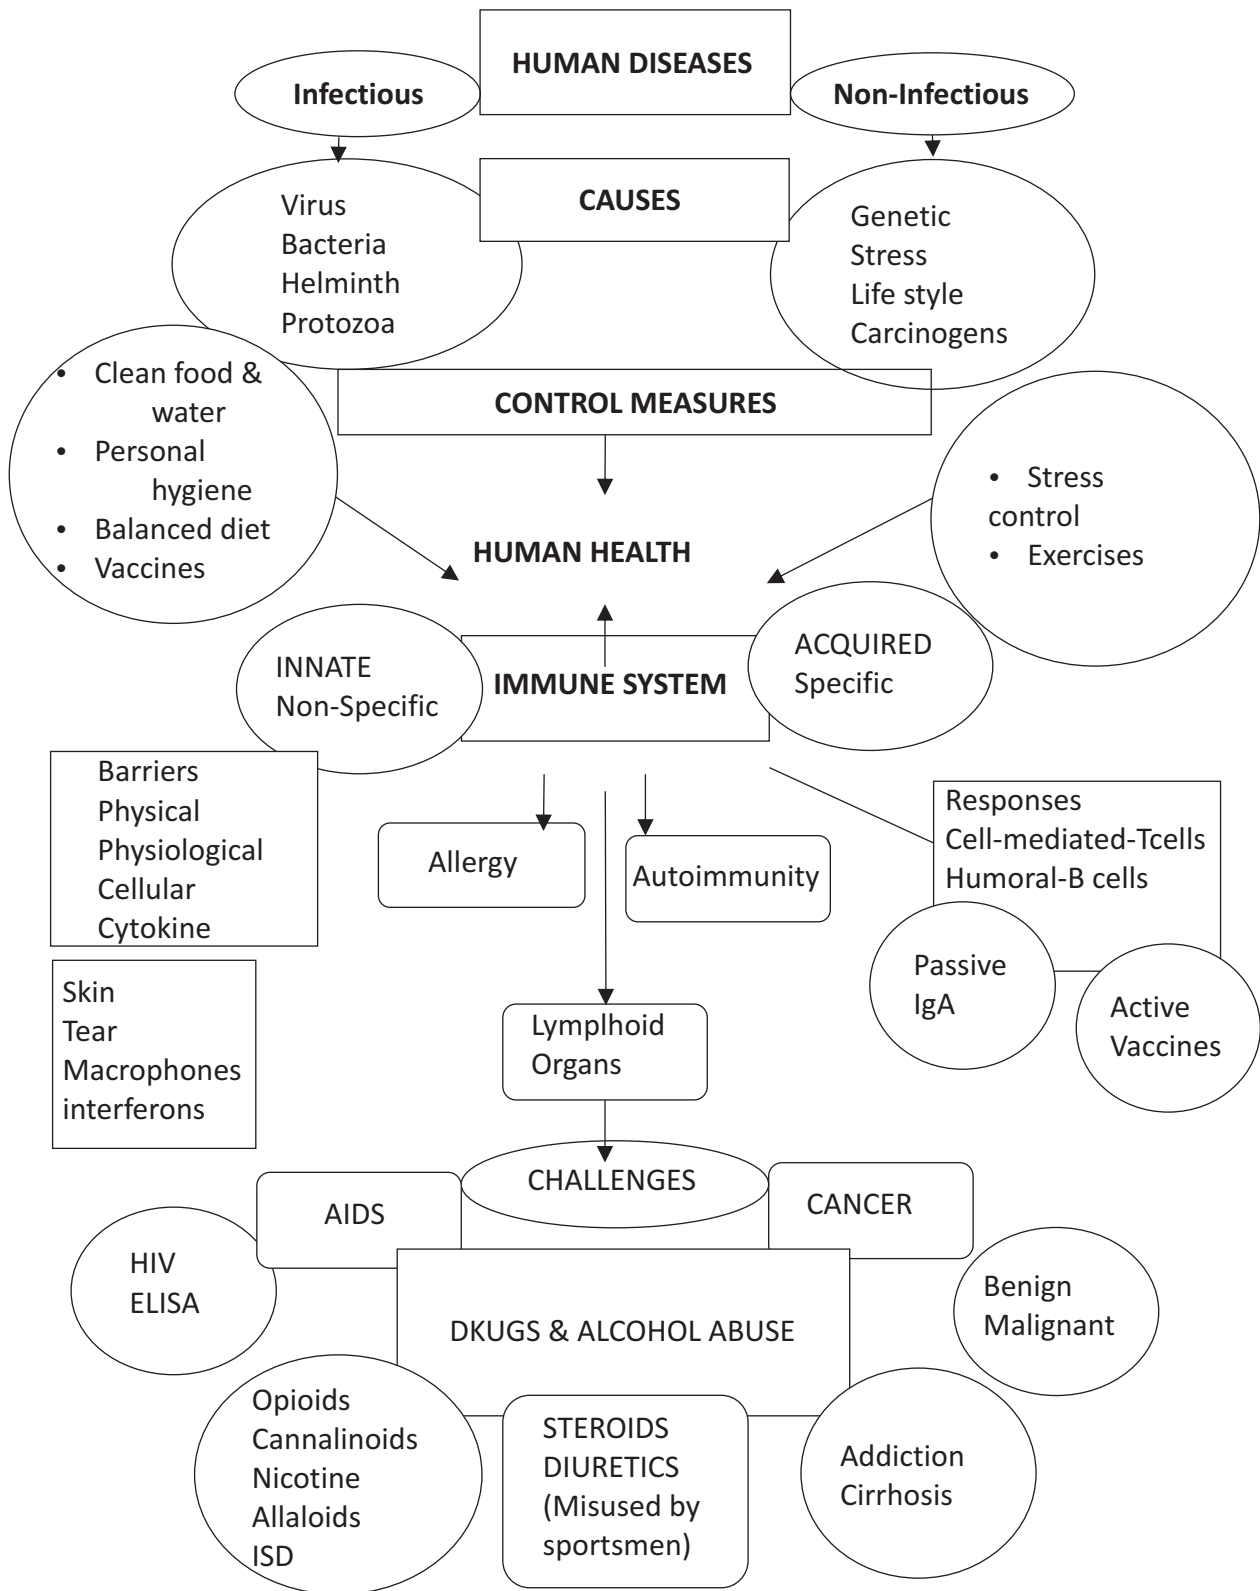 HUMAN DISEASES
Infectious
Non-Infectious
CAUSES
Virus
Bacteria
Helminth
Protozoa
Genetic
Stress
Life style
Carcinogens
• Clean food &
water
• Personal
hygiene
• Balanced diet
• Vaccines
CONTROL MEASURES
• Stress
control
• Exercises
HUMAN HEALTH
INNATE
Non-Specific
IMMUNE SYSTEM
ACQUIRED
Specific
Barriers
Physical
Physiological
Cellular
Cytokine
Allergy
Autoimmunity
Responses
Cell-mediated-Tcells
Humoral-B cells
Passive
IgA
Active
Vaccines
Skin
Tear
Macrophones
interferons
Lymplhoid
Organs
CHALLENGES
AIDS
CANCER
HIV
ELISA
Benign
Malignant
DKUGS & ALCOHOL ABUSE
Opioids
Cannalinoids
Nicotine
Allaloids
ISD
STEROIDS
DIURETICS
(Misused by
sportsmen)
Addiction
Cirrhosis